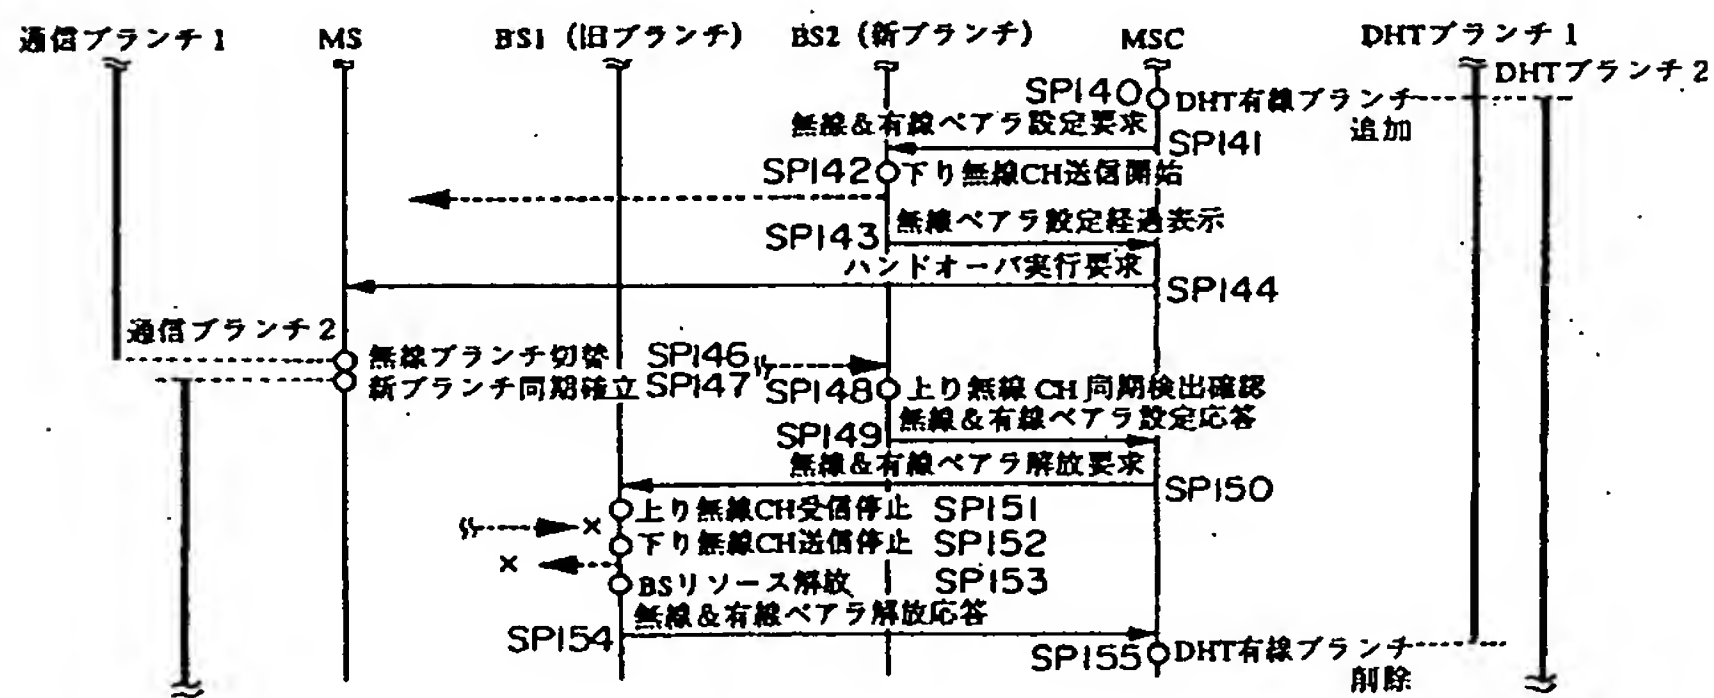 通信ブランチ1 MS BS1 (旧ブランチ) BS2 (新ブランチ) MSC DHTブランチ1
DHTブランチ2
SP140 DHT有線ブランチ
追加
無線&有線ベアラ設定要求
SP141
SP142 下り無線CH送信開始
無線ベアラ設定経過表示
SP143
ハンドオーバ実行要求
SP144
通信ブランチ2
無線ブランチ切替 SP146
新ブランチ同期確立 SP147
SP148 上り無線CH同期検出確認
無線&有線ベアラ設定応答
SP149
無線&有線ベアラ解放要求
SP150
上り無線CH受信停止 SP151
下り無線CH送信停止 SP152
BSリソース解放 SP153
無線&有線ベアラ解放応答
SP154
SP155 DHT有線ブランチ
削除